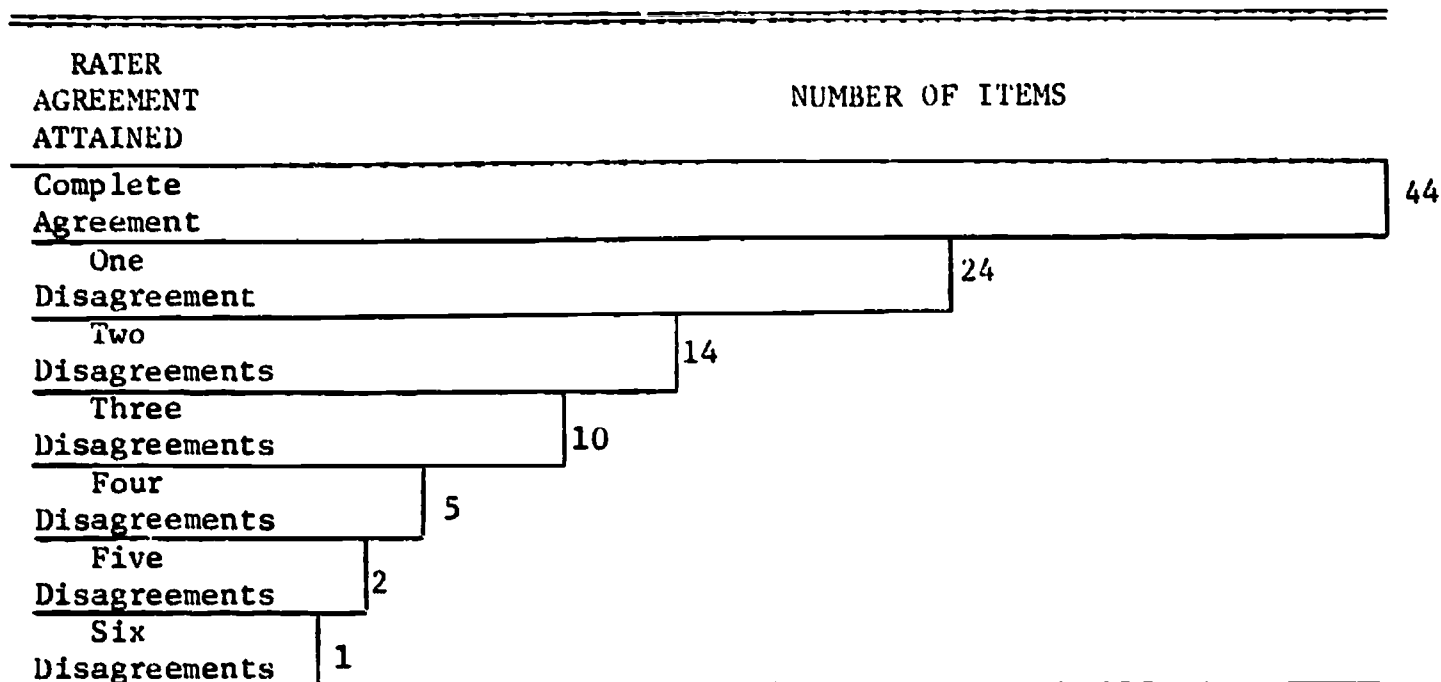 RATER
AGREEMENT
ATTAINED
NUMBER OF ITEMS
Complete
Agreement
44
One
Disagreement
24
Two
Disagreements
14
Three
Disagreements
10
Four
Disagreements
5
Five
Disagreements
2
Six
Disagreements
1